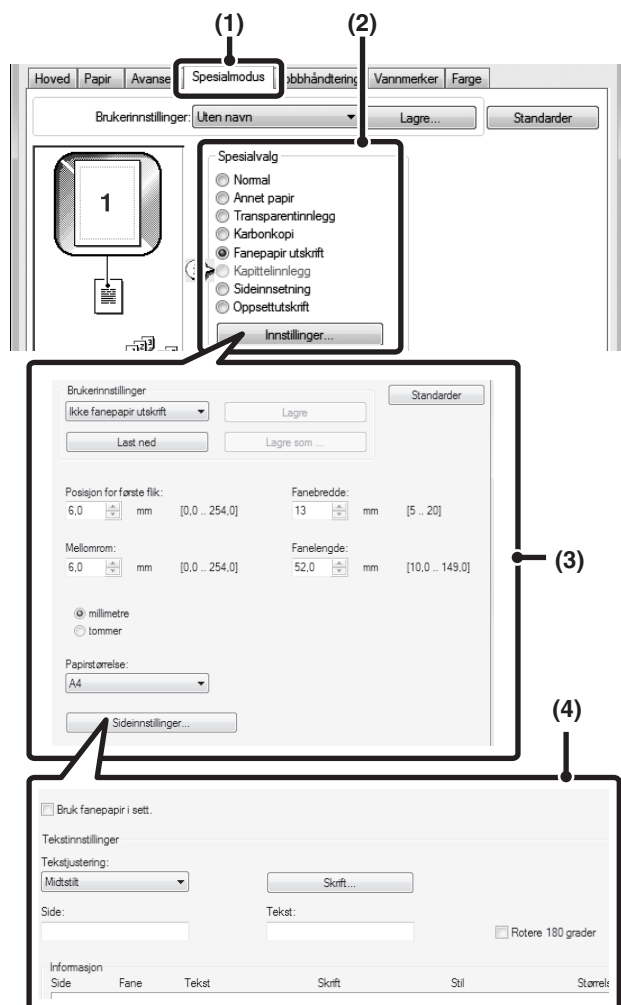 (1) (2)
Hoved Papir Avanse Spesialmodus obbhåndtering Vannmerker Farge
Brukerinnstillinger: Uten navn Lagre... Standarder
Spesialvalg
1
Normal
Annet papir
Transparentinnlegg
Karbonkopi
Fanepapir utskrift
Kapittelinnlegg
Sideinnsetning
Oppsettutskrift
Innstillinger...
Brukerinnstillinger
Standarder
Ikke fanepapir utskrift Lagre
Last ned Lagre som ...
Posisjon for første flik: Fanebredde:
6,0 mm [0,0 .. 254,0] 13 mm [5 .. 20]
Mellomrom: Fanelengde:
6,0 mm [0,0 .. 254,0] 52,0 mm [10,0 .. 149,0]
(3)
millimetre
tommer
Papirstørrelse:
A4
Sideinnstillinger...
(4)
Bruk fanepapir i sett.
Tekstinnstillinger
Tekstjustering:
Midtstilt Skrift...
Side: Tekst:
Rotere 180 grader
Informasjon
Side Fane Tekst Skrift Stil Størrels